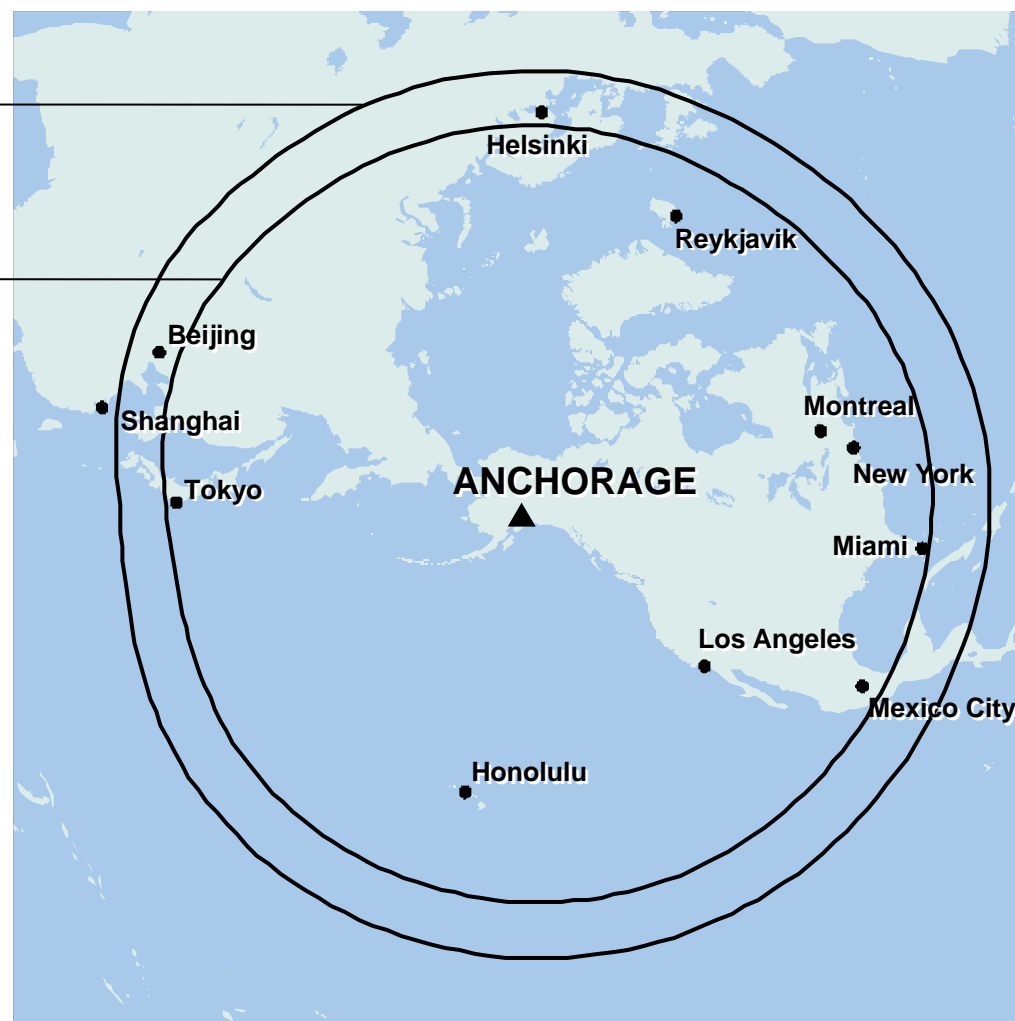 Helsinki
Reykjavik
Beijing
Montreal
Shanghai
New York
ANCHORAGE
Tokyo
Miami
Los Angeles
Mexico City
Honolulu